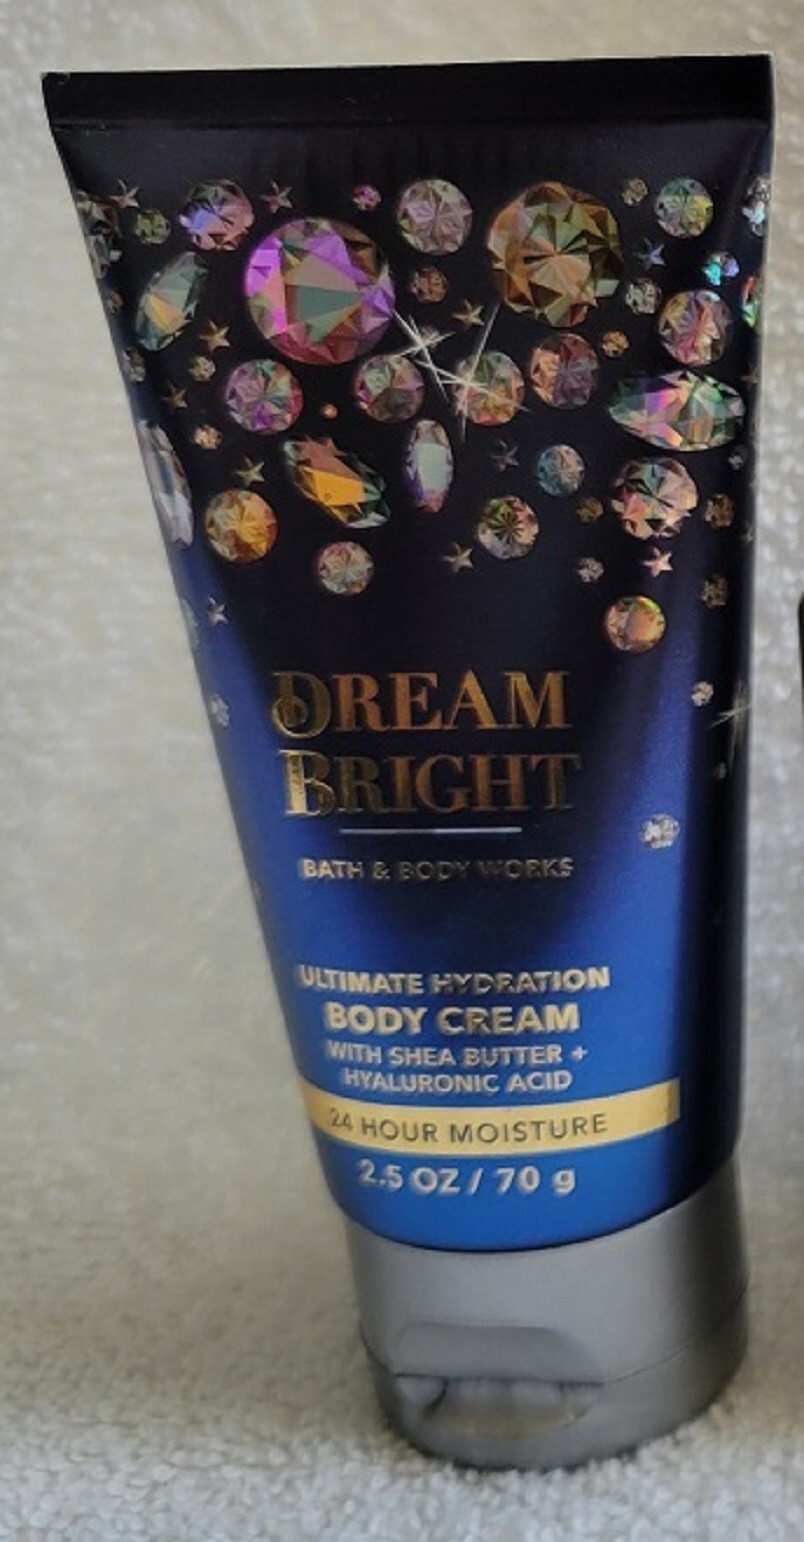 DREAM
BRIGHT
BATH & BODY WORKS
ULTIMATE HYDRATION
BODY CREAM
WITH SHEA BUTTER +
HYALURONIC ACID
24 HOUR MOISTURE
2.5 OZ / 70 g